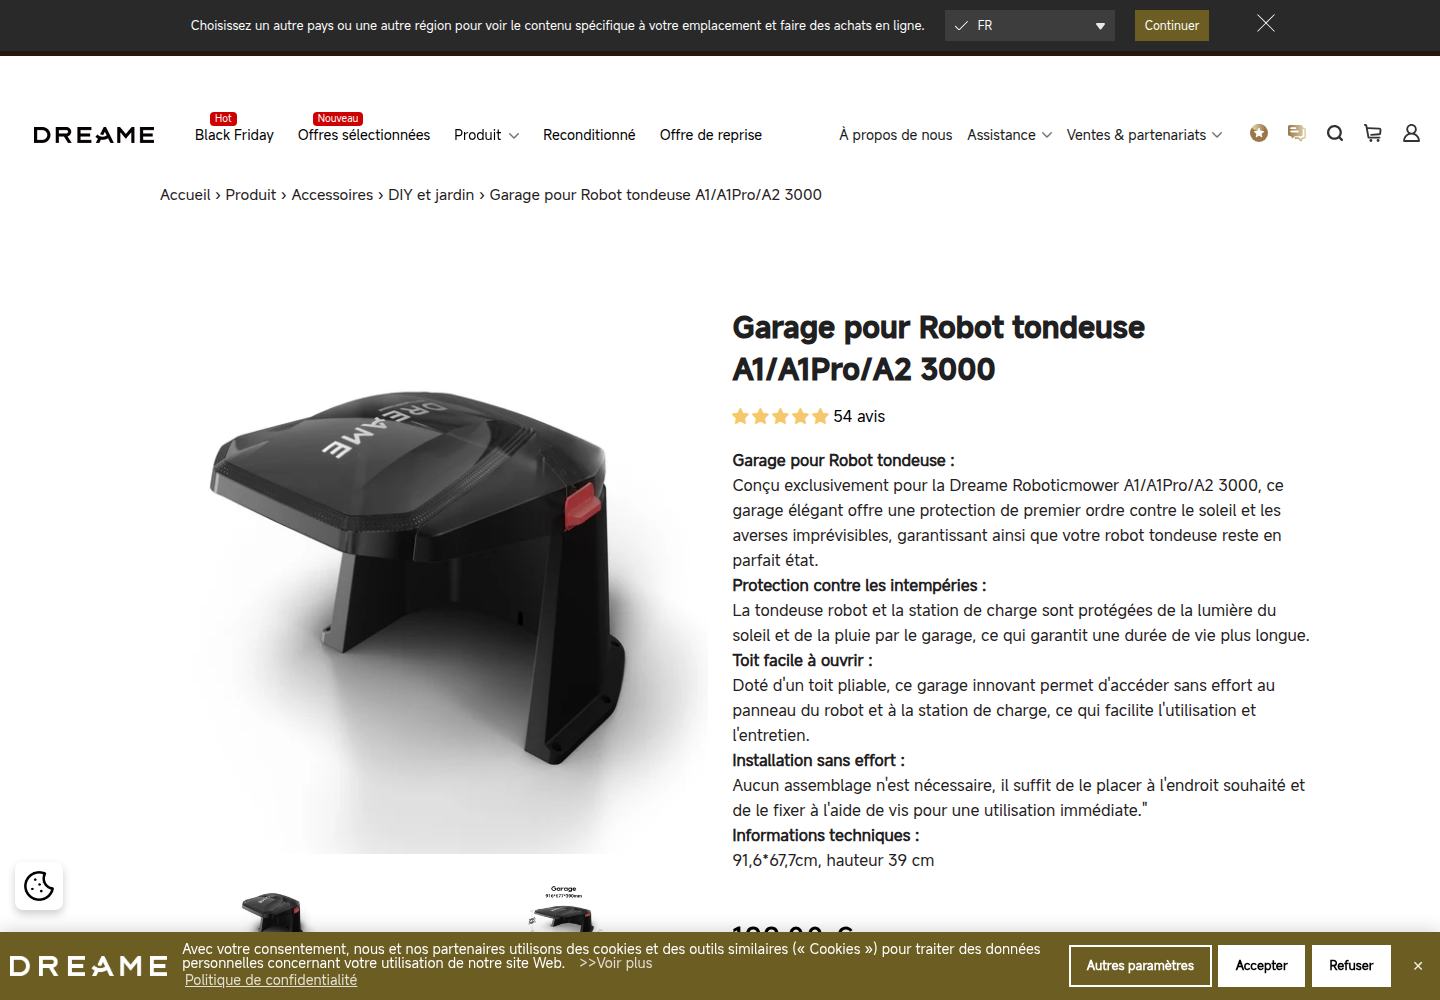 Choisissez un autre pays ou une autre région pour voir le contenu spécifique à votre emplacement et faire des achats en ligne.
FR
Continuer
Hot
Nouveau
DREAME
Black Friday
Offres sélectionnées
Produit
Reconditionné
Offre de reprise
À propos de nous
Assistance
Ventes & partenariats
Accueil › Produit › Accessoires › DIY et jardin › Garage pour Robot tondeuse A1/A1Pro/A2 3000
Garage pour Robot tondeuse
A1/A1Pro/A2 3000
54 avis
DREAME
Garage pour Robot tondeuse :
Conçu exclusivement pour la Dreame Roboticmower A1/A1Pro/A2 3000, ce
garage élégant offre une protection de premier ordre contre le soleil et les
averses imprévisibles, garantissant ainsi que votre robot tondeuse reste en
parfait état.
Protection contre les intempéries :
La tondeuse robot et la station de charge sont protégées de la lumière du
soleil et de la pluie par le garage, ce qui garantit une durée de vie plus longue.
Toit facile à ouvrir :
Doté d'un toit pliable, ce garage innovant permet d'accéder sans effort au
panneau du robot et à la station de charge, ce qui facilite l'utilisation et
l'entretien.
Installation sans effort :
Aucun assemblage n'est nécessaire, il suffit de le placer à l'endroit souhaité et
de le fixer à l'aide de vis pour une utilisation immédiate."
Informations techniques :
91,6*67,7cm, hauteur 39 cm
Garage
DREAME
Avec votre consentement, nous et nos partenaires utilisons des cookies et des outils similaires (« Cookies ») pour traiter des données
personnelles concernant votre utilisation de notre site Web. >>Voir plus
Politique de confidentialité
Autres paramètres
Accepter
Refuser